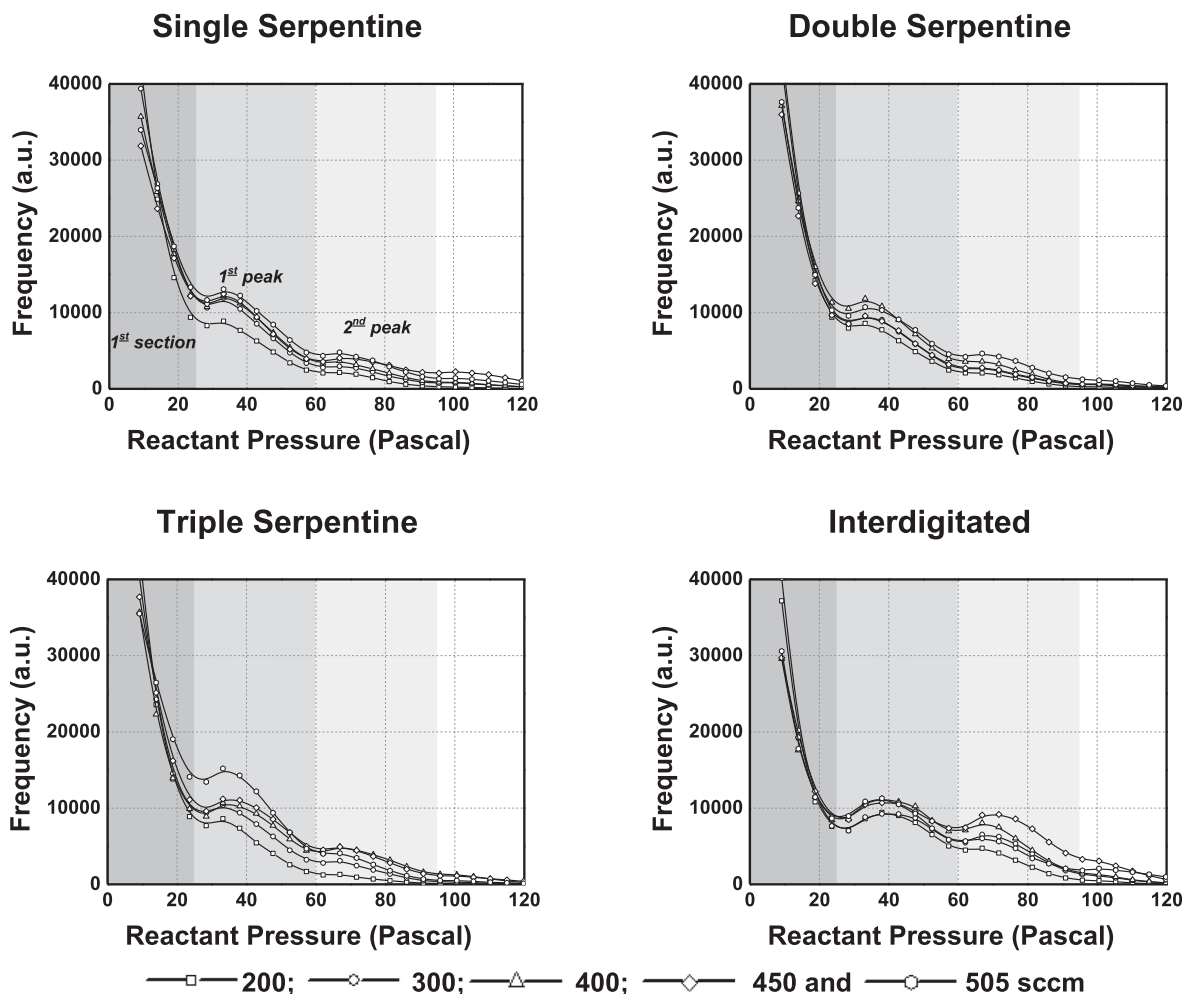 Single Serpentine
Double Serpentine
40000
30000
20000
10000
0
Frequency (a.u.)
1st peak
2nd peak
1st section
0 20 40 60 80 100 120
Reactant Pressure (Pascal)
40000
30000
20000
10000
0
Frequency (a.u.)
0 20 40 60 80 100 120
Reactant Pressure (Pascal)
Triple Serpentine
Interdigitated
40000
30000
20000
10000
0
Frequency (a.u.)
0 20 40 60 80 100 120
Reactant Pressure (Pascal)
40000
30000
20000
10000
0
Frequency (a.u.)
0 20 40 60 80 100 120
Reactant Pressure (Pascal)
200; 300; 400; 450 and 505 sccm